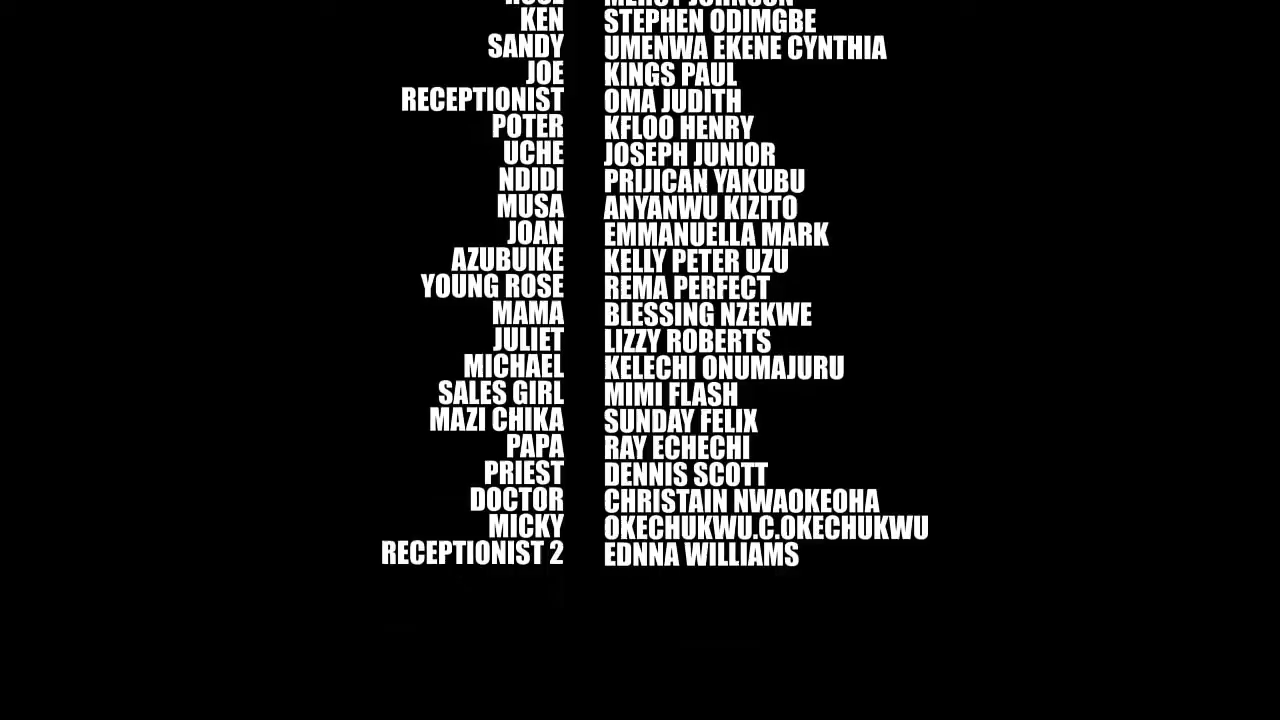 ROSE MERCY JOHNSON
KEN STEPHEN ODIMGBE
SANDY UMENWA EKENE CYNTHIA
JOE KINGS PAUL
RECEPTIONIST OMA JUDITH
POTER KFLOO HENRY
UCHE JOSEPH JUNIOR
NDIDI PRIJICAN YAKUBU
MUSA ANYANWU KIZITO
JOAN EMMANUELLA MARK
AZUBUIKE KELLY PETER UZU
YOUNG ROSE REMA PERFECT
MAMA BLESSING NZEKWE
JULIET LIZZY ROBERTS
MICHAEL KELECHI ONUMAJURU
SALES GIRL MIMI FLASH
MAZI CHIKA SUNDAY FELIX
PAPA RAY ECHECHI
PRIEST DENNIS SCOTT
DOCTOR CHRISTAIN NWAOKEOHA
MICKY OKECHUKWU.C.OKECHUKWU
RECEPTIONIST 2 EDNNA WILLIAMS